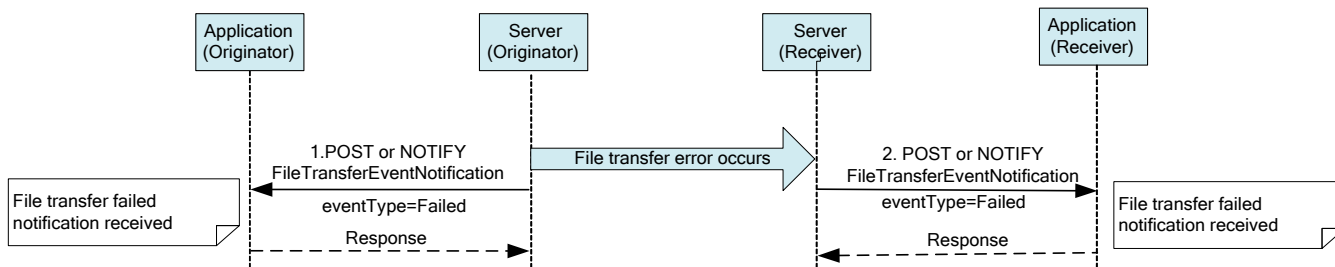 Application
(Originator)
Server
(Originator)
Server
(Receiver)
Application
(Receiver)
1.POST or NOTIFY
FileTransferEventNotification
eventType=Failed
Response
File transfer error occurs
2. POST or NOTIFY
FileTransferEventNotification
eventType=Failed
Response
File transfer failed
notification received
File transfer failed
notification received